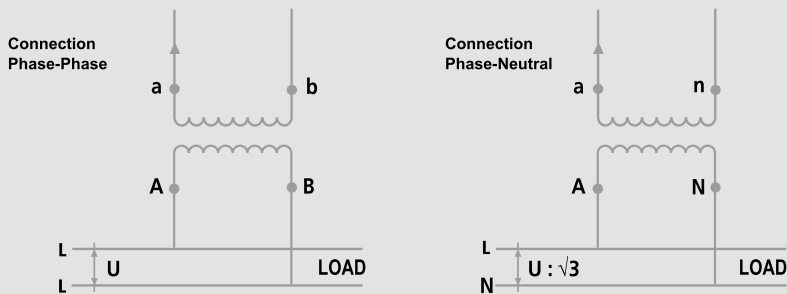 Connection
Phase-Phase
a
b
A
B
L
U
LOAD
L
Connection
Phase-Neutral
a
n
A
N
L
U : √3
LOAD
N